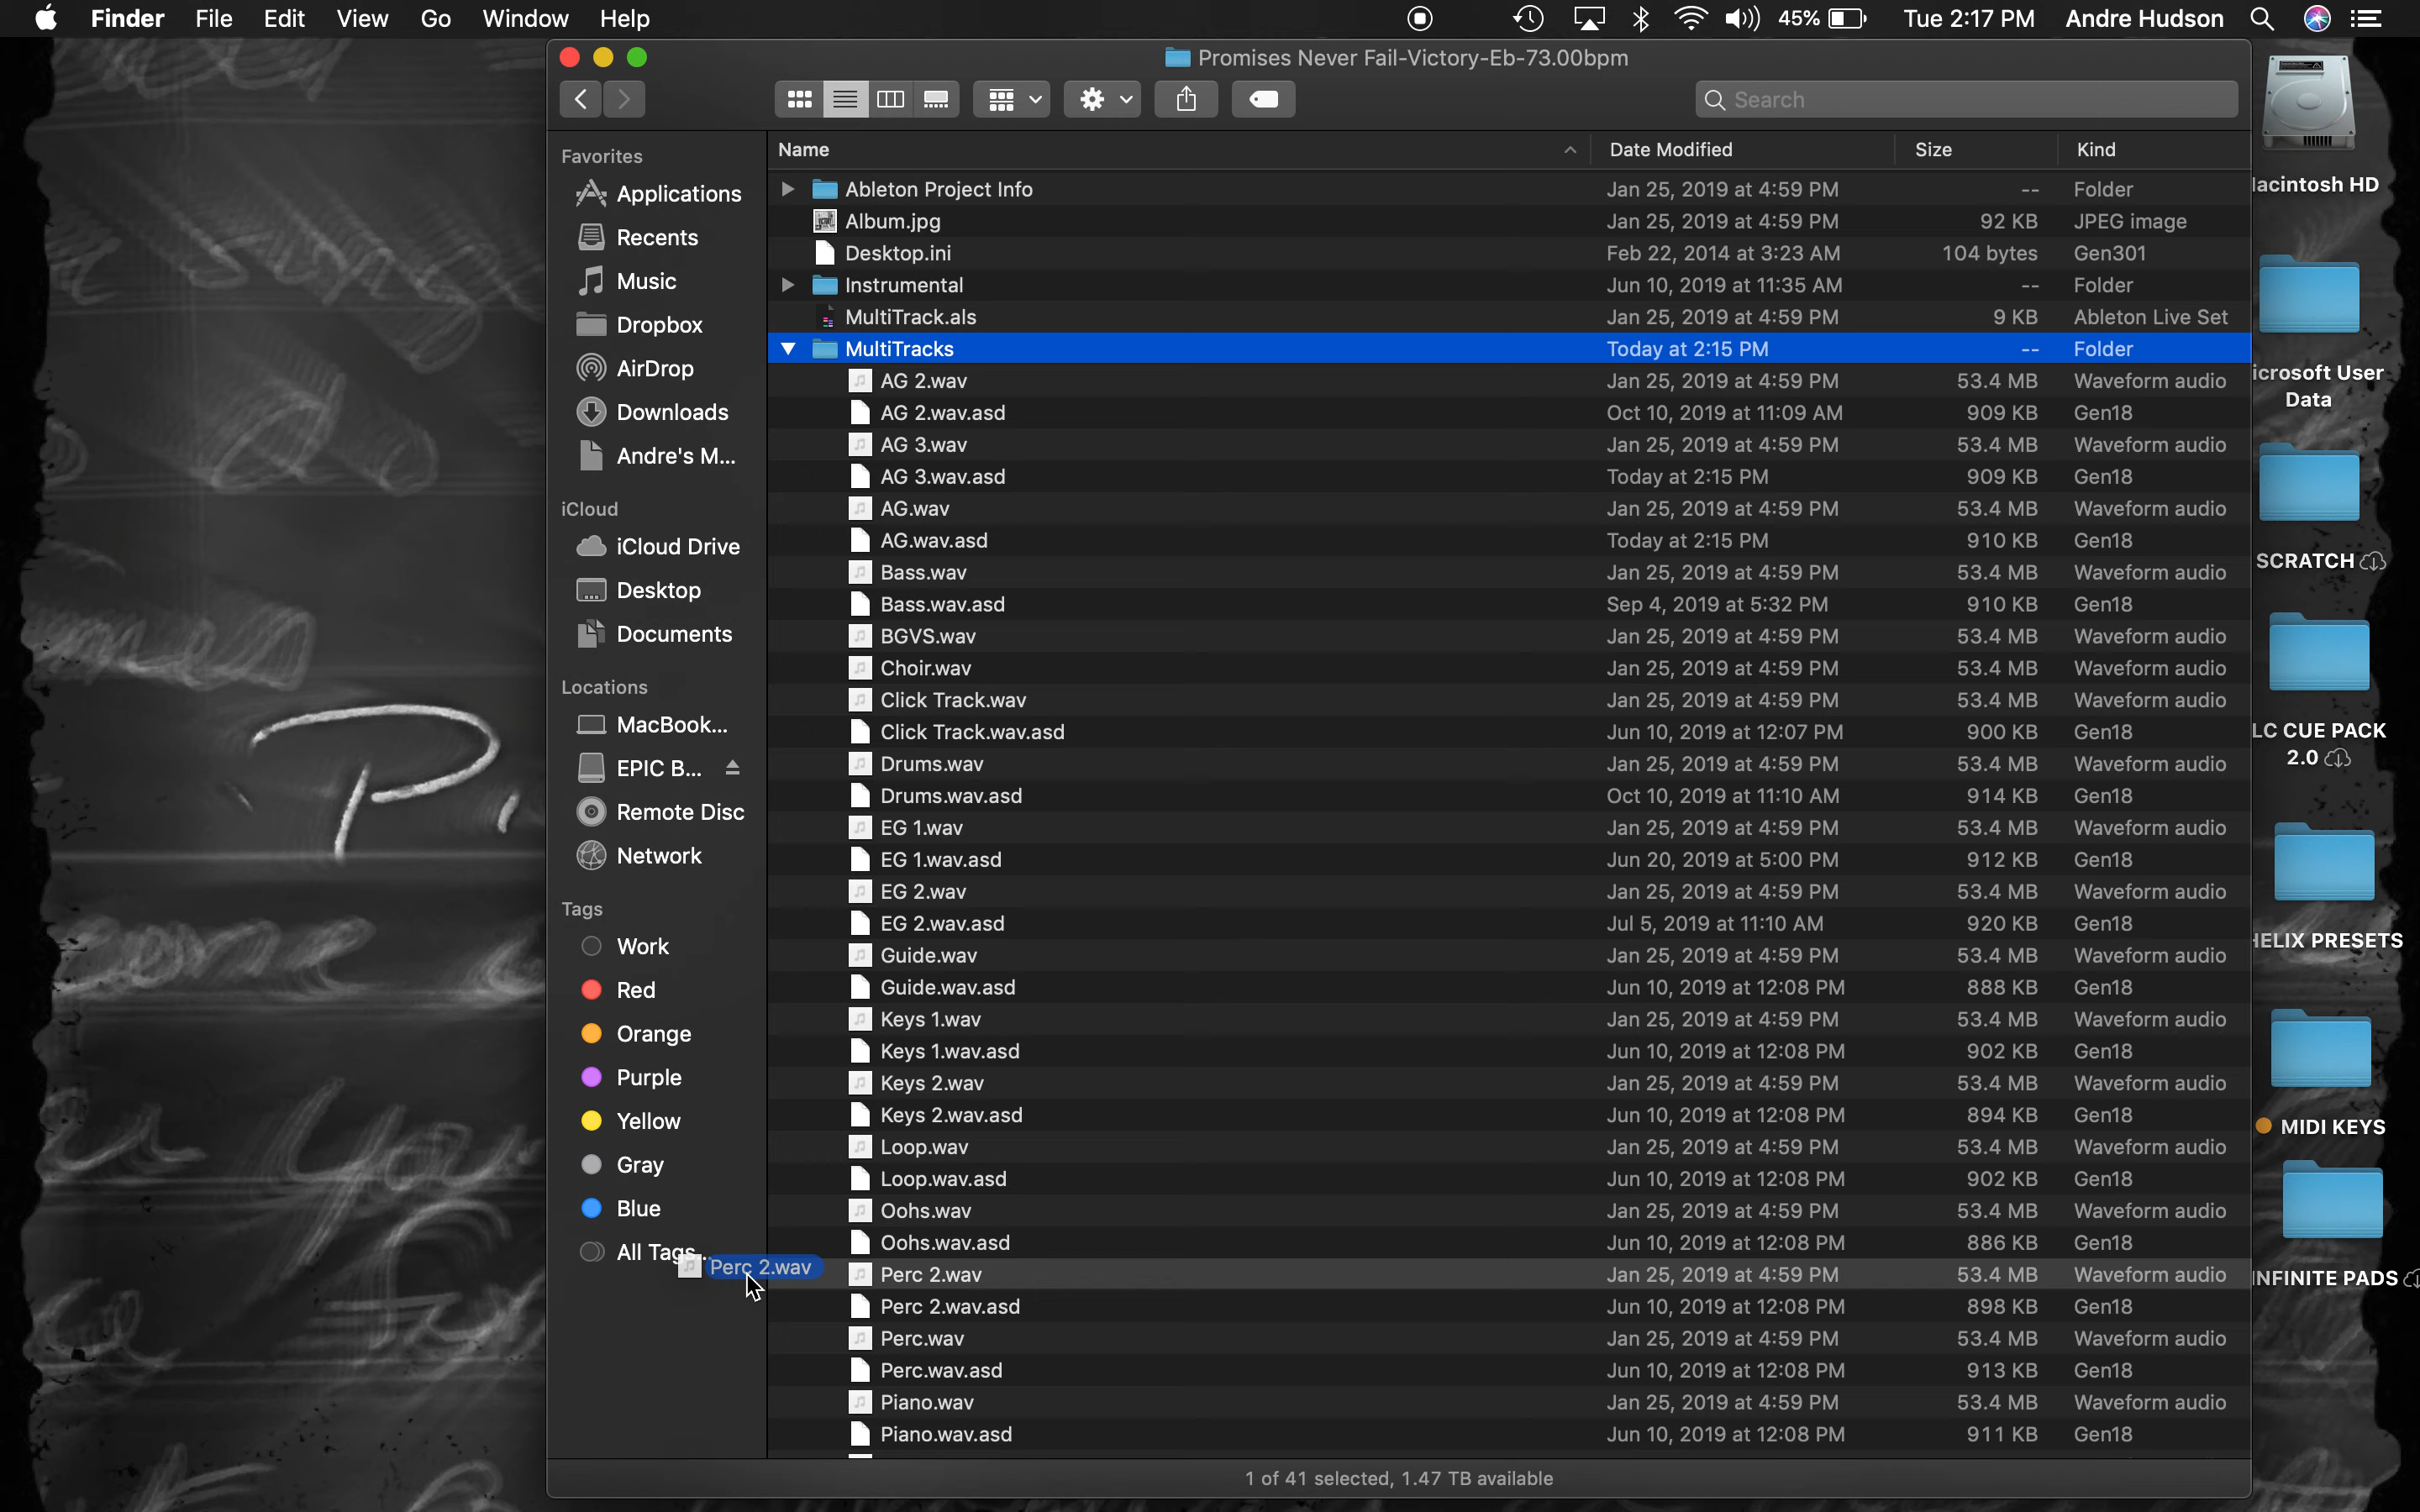 Finder File Edit View Go Window Help 45% Tue 2:17 PM Andre Hudson
Promises Never Fail-Victory-Eb-73.00bpm
Search
Favorites
Applications
Recents
Music
Dropbox
AirDrop
Downloads
Andre's M...
iCloud
iCloud Drive
Desktop
Documents
Locations
MacBook...
EPIC B...
Remote Disc
Network
Tags
Work
Red
Orange
Purple
Yellow
Gray
Blue
All Tags...
Perc 2.wav
Name Date Modified Size Kind
Ableton Project Info Jan 25, 2019 at 4:59 PM -- Folder
Album.jpg Jan 25, 2019 at 4:59 PM 92 KB JPEG image
Desktop.ini Feb 22, 2014 at 3:23 AM 104 bytes Gen301
Instrumental Jun 10, 2019 at 11:35 AM -- Folder
MultiTrack.als Jan 25, 2019 at 4:59 PM 9 KB Ableton Live Set
MultiTracks Today at 2:15 PM -- Folder
AG 2.wav Jan 25, 2019 at 4:59 PM 53.4 MB Waveform audio
AG 2.wav.asd Oct 10, 2019 at 11:09 AM 909 KB Gen18
AG 3.wav Jan 25, 2019 at 4:59 PM 53.4 MB Waveform audio
AG 3.wav.asd Today at 2:15 PM 909 KB Gen18
AG.wav Jan 25, 2019 at 4:59 PM 53.4 MB Waveform audio
AG.wav.asd Today at 2:15 PM 910 KB Gen18
Bass.wav Jan 25, 2019 at 4:59 PM 53.4 MB Waveform audio
Bass.wav.asd Sep 4, 2019 at 5:32 PM 910 KB Gen18
BGVS.wav Jan 25, 2019 at 4:59 PM 53.4 MB Waveform audio
Choir.wav Jan 25, 2019 at 4:59 PM 53.4 MB Waveform audio
Click Track.wav Jan 25, 2019 at 4:59 PM 53.4 MB Waveform audio
Click Track.wav.asd Jun 10, 2019 at 12:07 PM 900 KB Gen18
Drums.wav Jan 25, 2019 at 4:59 PM 53.4 MB Waveform audio
Drums.wav.asd Oct 10, 2019 at 11:10 AM 914 KB Gen18
EG 1.wav Jan 25, 2019 at 4:59 PM 53.4 MB Waveform audio
EG 1.wav.asd Jun 20, 2019 at 5:00 PM 912 KB Gen18
EG 2.wav Jan 25, 2019 at 4:59 PM 53.4 MB Waveform audio
EG 2.wav.asd Jul 5, 2019 at 11:10 AM 920 KB Gen18
Guide.wav Jan 25, 2019 at 4:59 PM 53.4 MB Waveform audio
Guide.wav.asd Jun 10, 2019 at 12:08 PM 888 KB Gen18
Keys 1.wav Jan 25, 2019 at 4:59 PM 53.4 MB Waveform audio
Keys 1.wav.asd Jun 10, 2019 at 12:08 PM 902 KB Gen18
Keys 2.wav Jan 25, 2019 at 4:59 PM 53.4 MB Waveform audio
Keys 2.wav.asd Jun 10, 2019 at 12:08 PM 894 KB Gen18
Loop.wav Jan 25, 2019 at 4:59 PM 53.4 MB Waveform audio
Loop.wav.asd Jun 10, 2019 at 12:08 PM 902 KB Gen18
Oohs.wav Jan 25, 2019 at 4:59 PM 53.4 MB Waveform audio
Oohs.wav.asd Jun 10, 2019 at 12:08 PM 886 KB Gen18
Perc 2.wav Jan 25, 2019 at 4:59 PM 53.4 MB Waveform audio
Perc 2.wav.asd Jun 10, 2019 at 12:08 PM 898 KB Gen18
Perc.wav Jan 25, 2019 at 4:59 PM 53.4 MB Waveform audio
Perc.wav.asd Jun 10, 2019 at 12:08 PM 913 KB Gen18
Piano.wav Jan 25, 2019 at 4:59 PM 53.4 MB Waveform audio
Piano.wav.asd Jun 10, 2019 at 12:08 PM 911 KB Gen18
1 of 41 selected, 1.47 TB available
acintosh HD
icrosoft User
Data
SCRATCH
LC CUE PACK
2.0
HELIX PRESETS
MIDI KEYS
INFINITE PADS